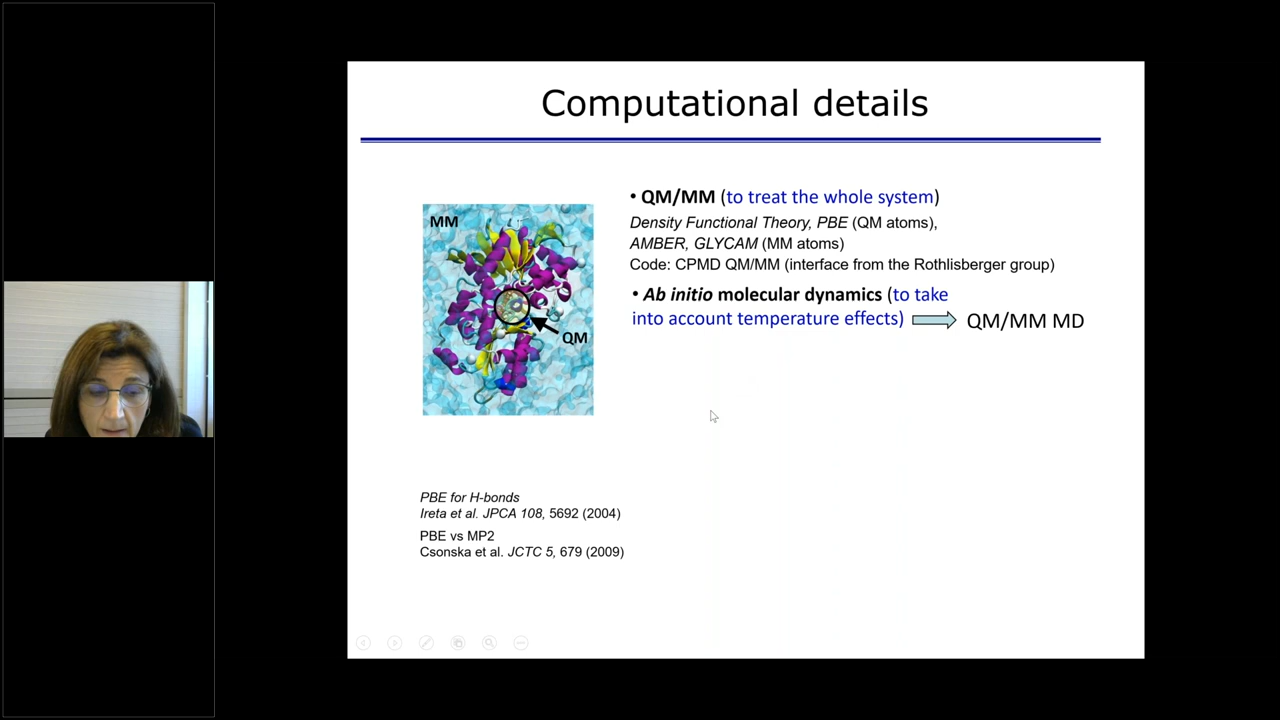 Computational details
MM
QM
• QM/MM (to treat the whole system)
Density Functional Theory, PBE (QM atoms),
AMBER, GLYCAM (MM atoms)
Code: CPMD QM/MM (interface from the Rothlisberger group)
• Ab initio molecular dynamics (to take
into account temperature effects)
QM/MM MD
PBE for H-bonds
Ireta et al. JPCA 108, 5692 (2004)
PBE vs MP2
Csonska et al. JCTC 5, 679 (2009)